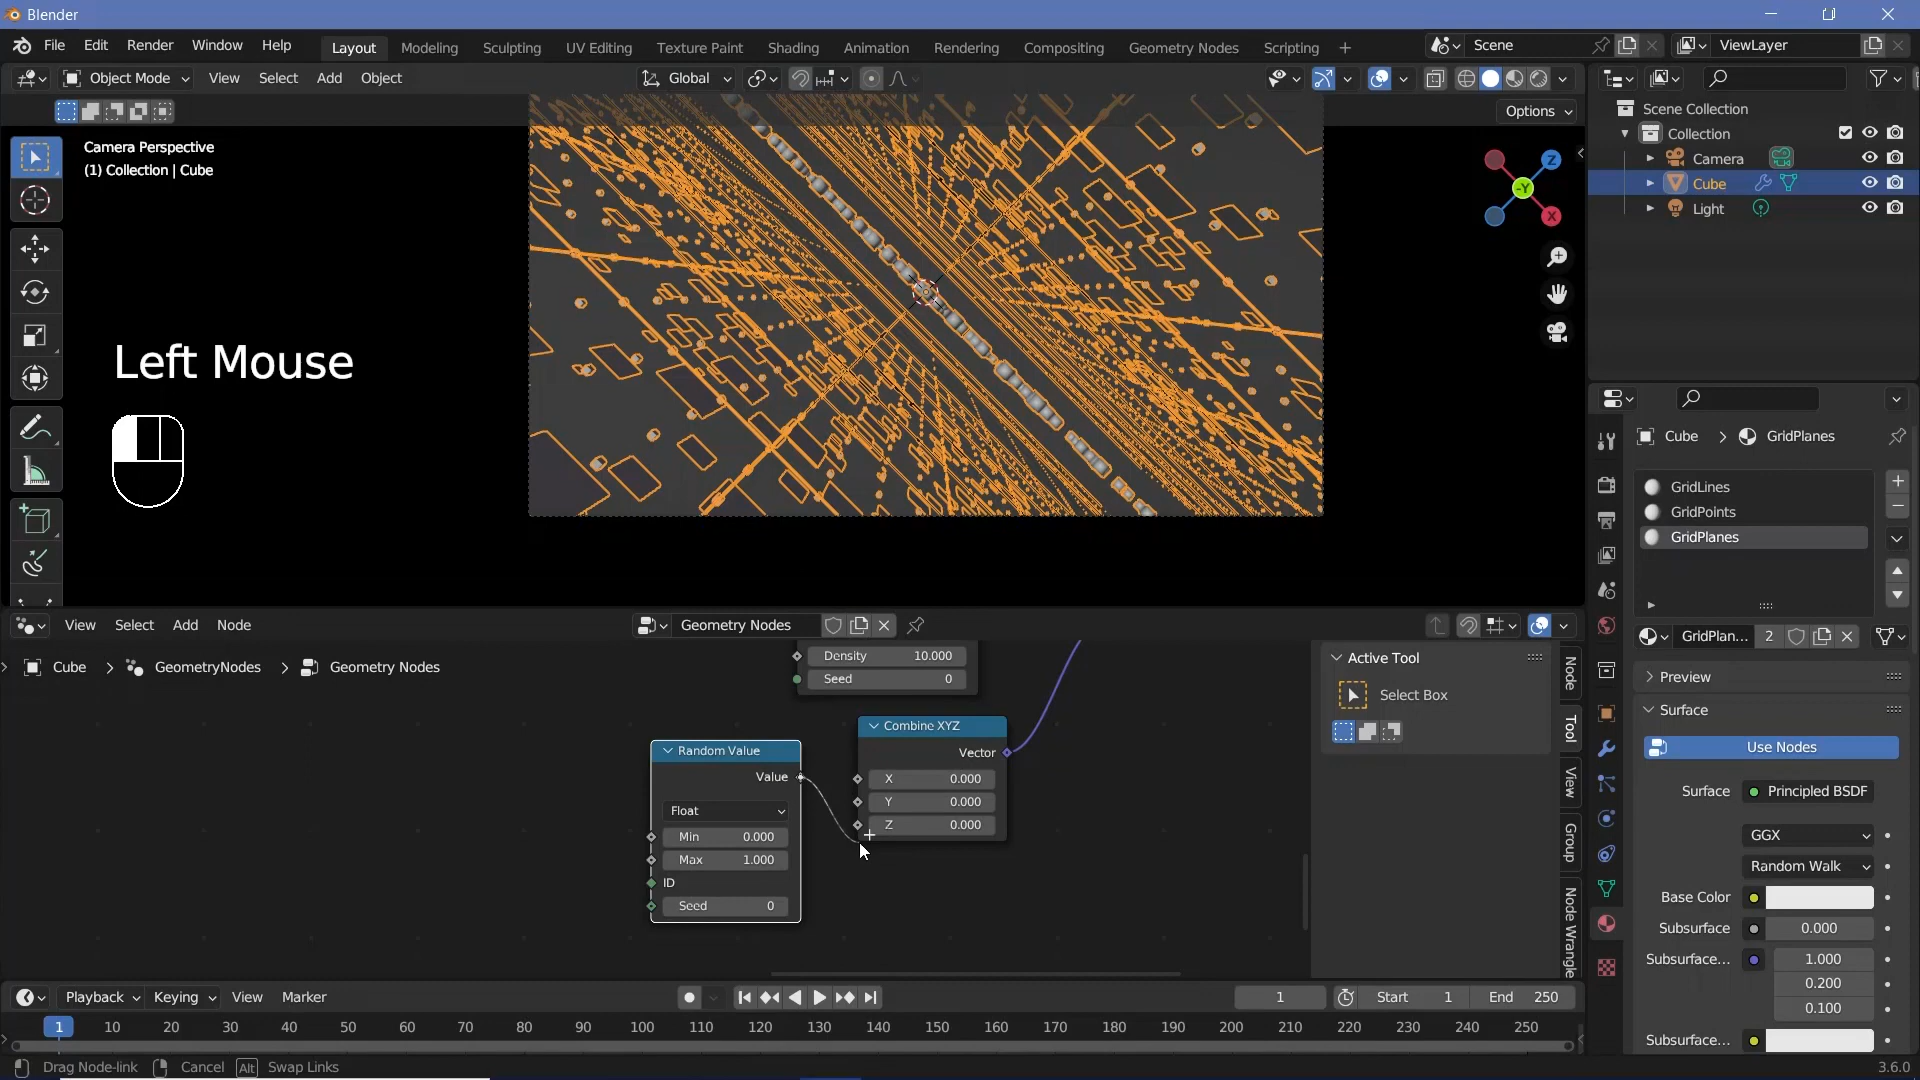 Blender
File Edit Render Window Help
Layout Modeling Sculpting UV Editing Texture Paint Shading Animation Rendering Compositing Geometry Nodes Scripting +
Scene
ViewLayer
Object Mode View Select Add Object
Global
Options
Camera Perspective
(1) Collection | Cube
Z
-Y
X
Left Mouse
Scene Collection
Collection
Camera
Cube
Light
Cube > GridPlanes
GridLines
GridPoints
GridPlanes
GridPlan... 2
Preview
Surface
Use Nodes
Surface Principled BSDF
GGX
Random Walk
Base Color
Subsurface 0.000
Subsurface... 1.000
0.200
0.100
Subsurface...
View Select Add Node
Geometry Nodes
Cube > GeometryNodes > Geometry Nodes
Density 10.000
Seed 0
Combine XYZ
Vector
X 0.000
Y 0.000
Z 0.000
Random Value
Value
Float
Min 0.000
Max 1.000
ID
Seed 0
Active Tool
Select Box
Node
Tool
View
Group
Node Wrangle
Playback Keying View Marker
1
Start 1
End 250
1 10 20 30 40 50 60 70 80 90 100 110 120 130 140 150 160 170 180 190 200 210 220 230 240 250
Drag Node-link Cancel Alt Swap Links
3.6.0